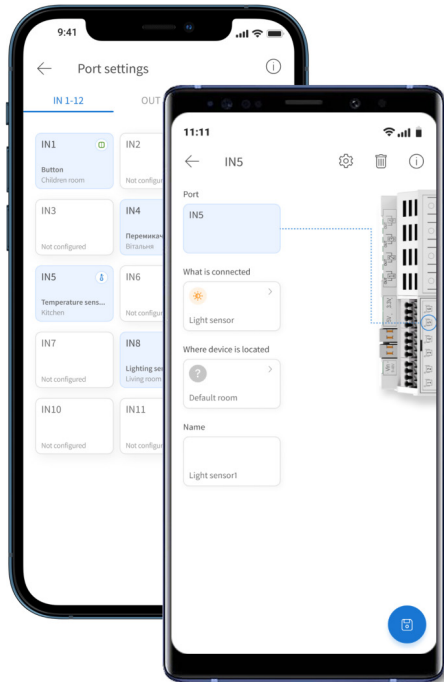 9:41
Port settings
IN 1-12
OUT
IN1
Button
Children room
IN2
Not configu
IN3
Not configured
IN4
Перемикач
Вітальня
IN5
Temperature sens...
Kitchen
IN6
Not configu
IN7
Not configured
IN8
Lighting se
Living room
IN10
Not configured
IN11
Not configu
11:11
IN5
Port
IN5
What is connected
Light sensor
Where device is located
?
Default room
Name
Light sensor1